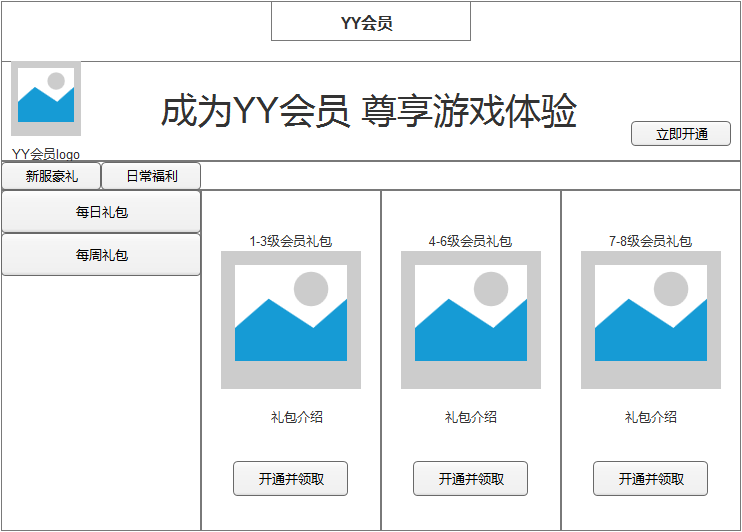 YY会员
成为YY会员 尊享游戏体验
立即开通
YY会员logo
新服豪礼
日常福利
每日礼包
每周礼包
1-3级会员礼包
4-6级会员礼包
7-8级会员礼包
礼包介绍
礼包介绍
礼包介绍
开通并领取
开通并领取
开通并领取